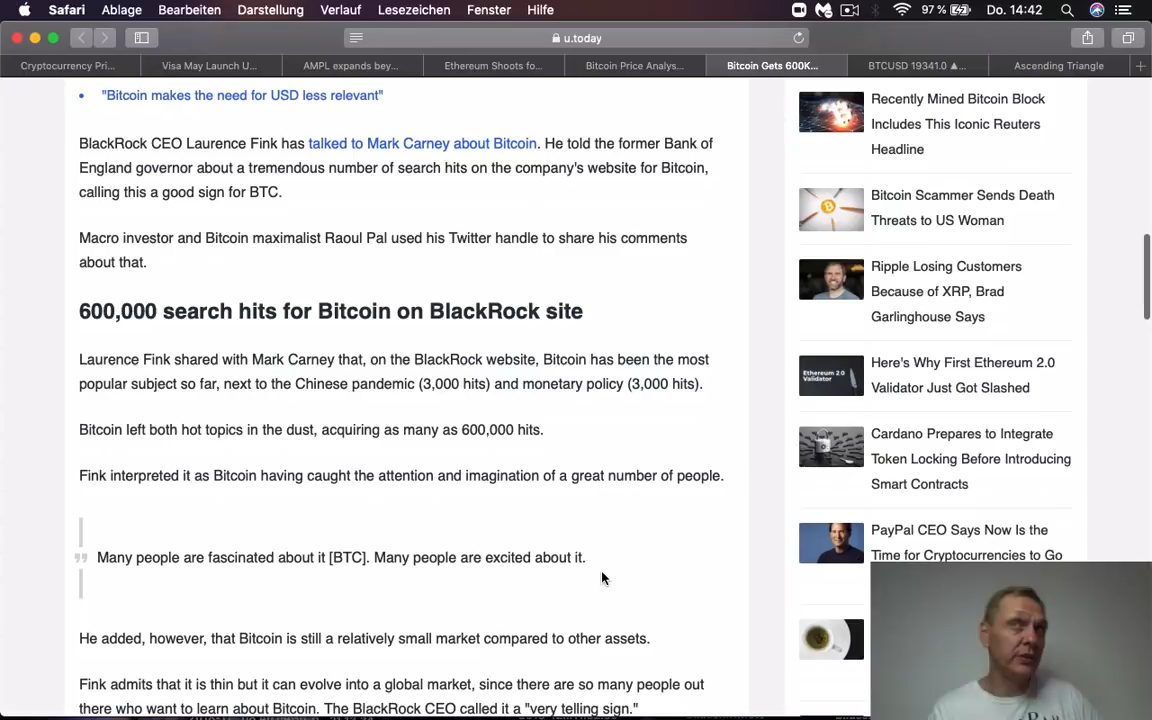 Safari Ablage Bearbeiten Darstellung Verlauf Lesezeichen Fenster Hilfe 97 % Do. 14:42
u.today
Cryptocurrency Pri... Visa May Launch U... AMPL expands bey... Ethereum Shoots fo... Bitcoin Price Analys... Bitcoin Gets 600K... BTCUSD 19341.0 ▲... Ascending Triangle
• "Bitcoin makes the need for USD less relevant"
BlackRock CEO Laurence Fink has talked to Mark Carney about Bitcoin. He told the former Bank of
England governor about a tremendous number of search hits on the company's website for Bitcoin,
calling this a good sign for BTC.
Macro investor and Bitcoin maximalist Raoul Pal used his Twitter handle to share his comments
about that.
600,000 search hits for Bitcoin on BlackRock site
Laurence Fink shared with Mark Carney that, on the BlackRock website, Bitcoin has been the most
popular subject so far, next to the Chinese pandemic (3,000 hits) and monetary policy (3,000 hits).
Bitcoin left both hot topics in the dust, acquiring as many as 600,000 hits.
Fink interpreted it as Bitcoin having caught the attention and imagination of a great number of people.
Many people are fascinated about it [BTC]. Many people are excited about it.
He added, however, that Bitcoin is still a relatively small market compared to other assets.
Fink admits that it is thin but it can evolve into a global market, since there are so many people out
there who want to learn about Bitcoin. The BlackRock CEO called it a "very telling sign."
Recently Mined Bitcoin Block
Includes This Iconic Reuters
Headline
Bitcoin Scammer Sends Death
Threats to US Woman
Ripple Losing Customers
Because of XRP, Brad
Garlinghouse Says
Ethereum 2.0
Validator
Here's Why First Ethereum 2.0
Validator Just Got Slashed
Cardano Prepares to Integrate
Token Locking Before Introducing
Smart Contracts
PayPal CEO Says Now Is the
Time for Cryptocurrencies to Go